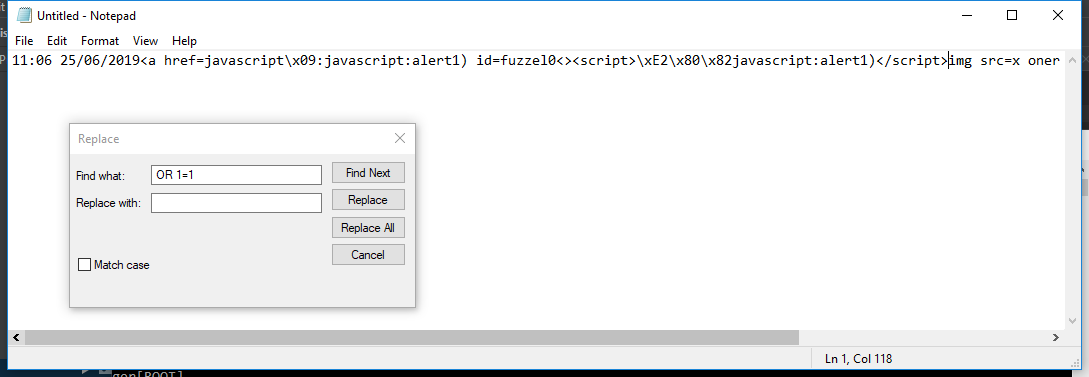 Untitled - Notepad
File Edit Format View Help
11:06 25/06/2019<a href=javascript\x09:javascript:alert1) id=fuzzel0<><script>\xE2\x80\x82javascript:alert1)</script>img src=x oner
Replace
Find what: OR 1=1 Find Next
Replace with: Replace
Replace All
Cancel
Match case
Ln 1, Col 118